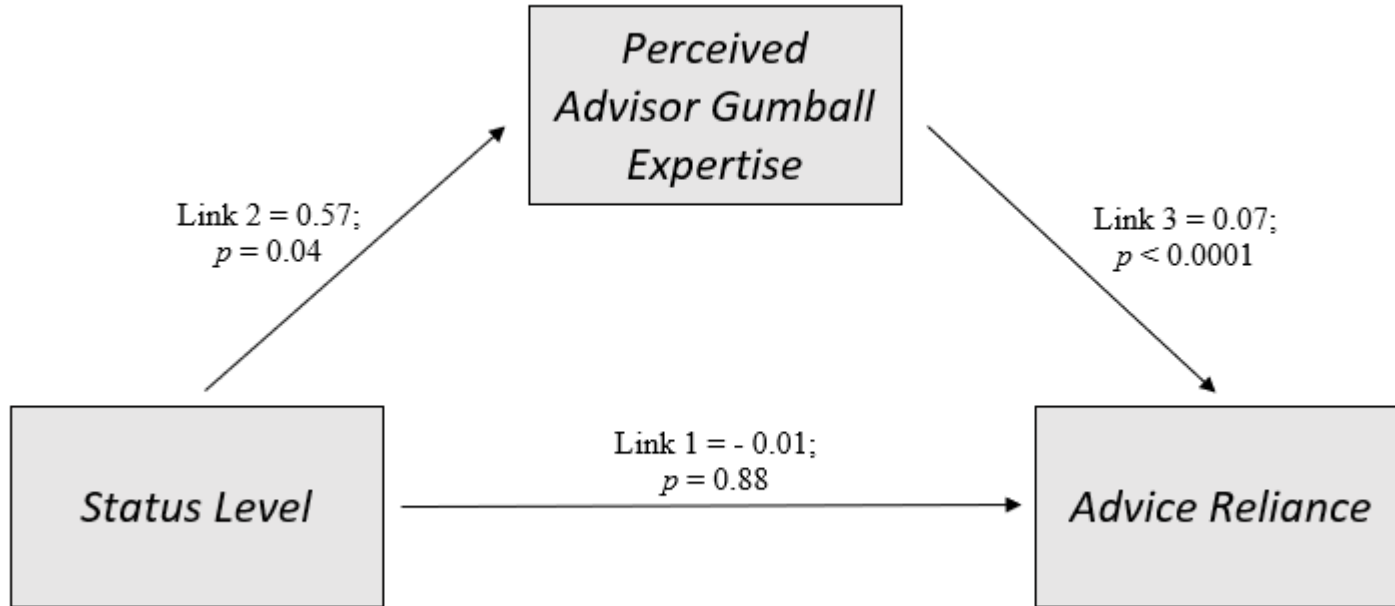 Perceived
Advisor Gumball
Expertise
Link 2 = 0.57;
p = 0.04
Link 3 = 0.07;
p < 0.0001
Link 1 = - 0.01;
p = 0.88
Status Level
Advice Reliance